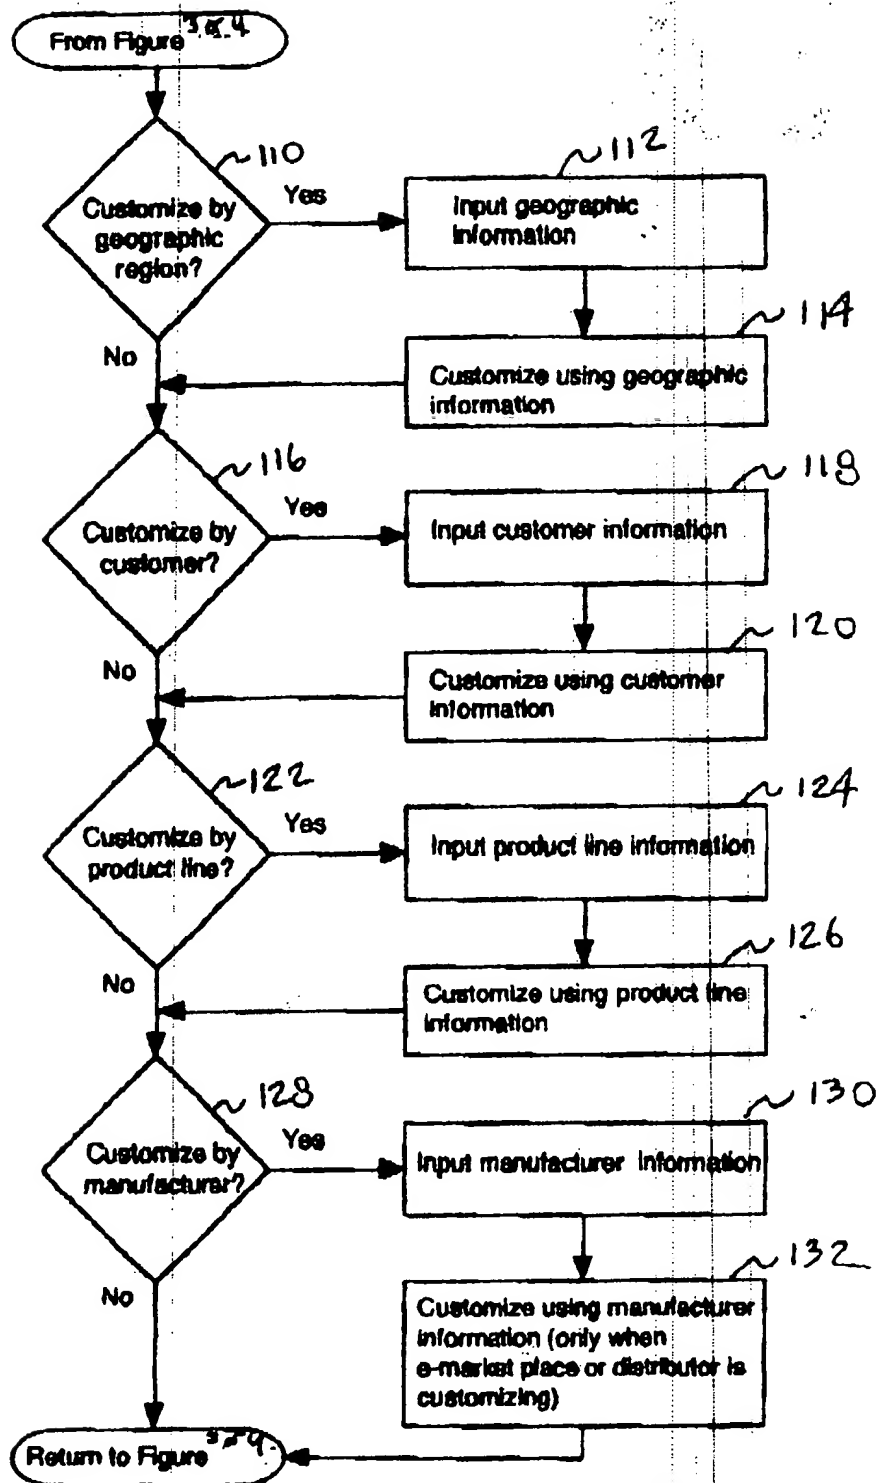 From Figure 3 or 4
110
Customize by
geographic
region?
Yes
112
Input geographic
information
No
114
Customize using geographic
information
116
Customize by
customer?
Yes
118
Input customer information
No
120
Customize using customer
information
122
Customize by
product line?
Yes
124
Input product line information
No
126
Customize using product line
information
128
Customize by
manufacturer?
Yes
130
Input manufacturer information
No
132
Customize using manufacturer
information (only when
e-market place or distributor is
customizing)
Return to Figure